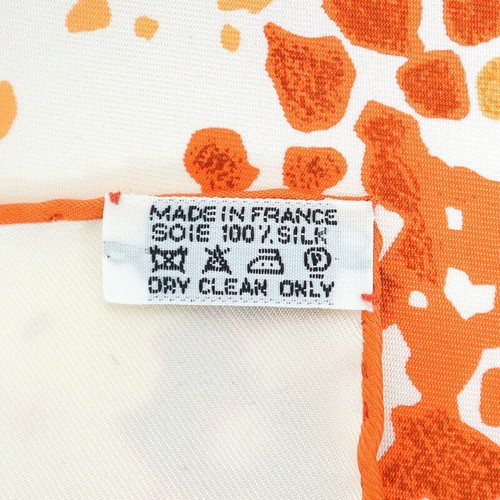 MADE IN FRANCE
SOIE 100% SILK
P
DRY CLEAN ONLY